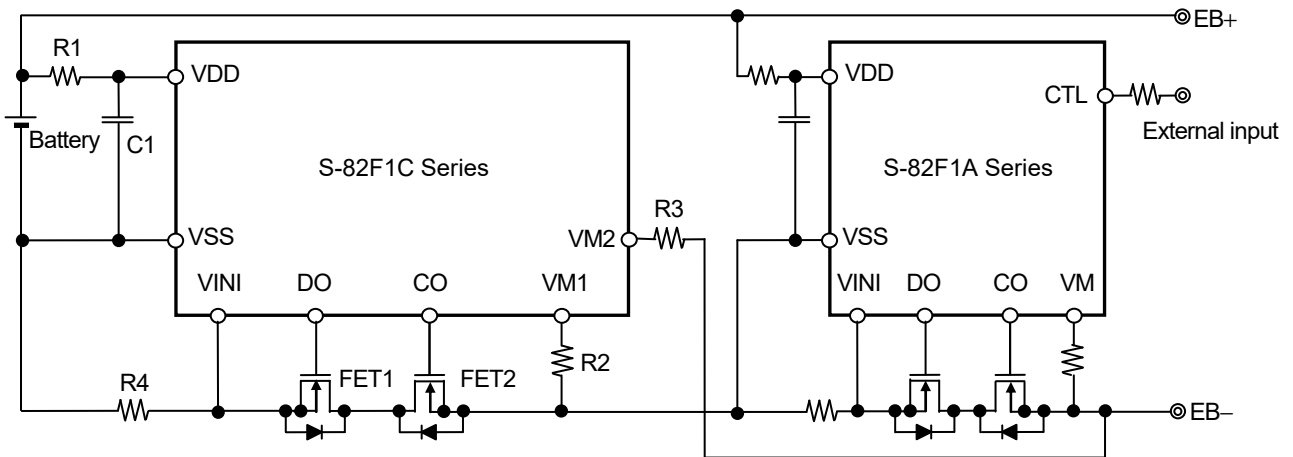 EB+
R1
VDD
VDD
CTL
Battery
C1
External input
S-82F1C Series
S-82F1A Series
R3
VSS
VM2
VSS
VINI
DO
CO
VM1
VINI
DO
CO
VM
R2
R4
FET1
FET2
EB−